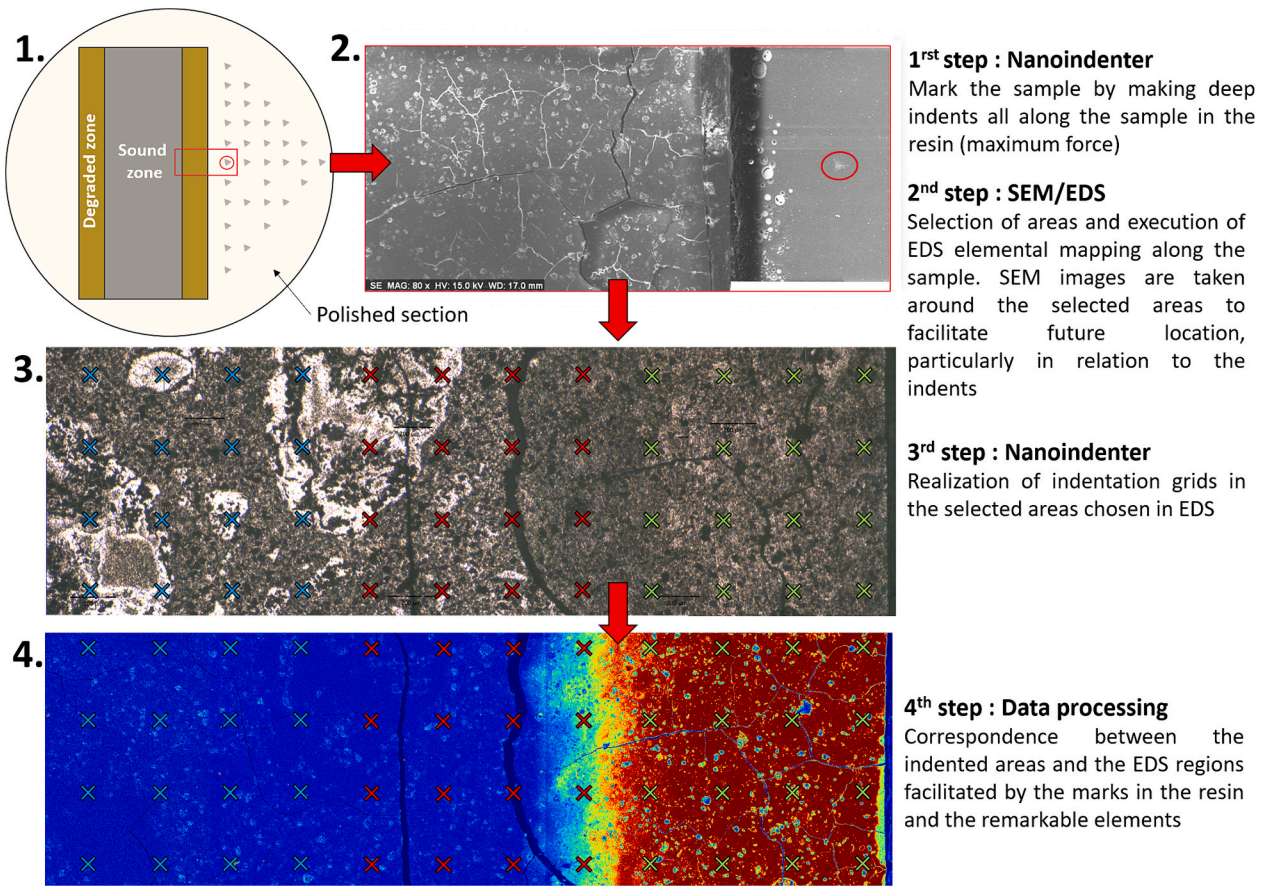 1.
Degraded zone
Sound
zone
Polished section
2.
SE MAG: 80 x HV: 15.0 kV WD: 17.0 mm
1rst step : Nanoindenter
Mark the sample by making deep
indents all along the sample in the
resin (maximum force)
2nd step : SEM/EDS
Selection of areas and execution of
EDS elemental mapping along the
sample. SEM images are taken
around the selected areas to
facilitate future location,
particularly in relation to the
indents
3.
3rd step : Nanoindenter
Realization of indentation grids in
the selected areas chosen in EDS
4.
4th step : Data processing
Correspondence between the
indented areas and the EDS regions
facilitated by the marks in the resin
and the remarkable elements